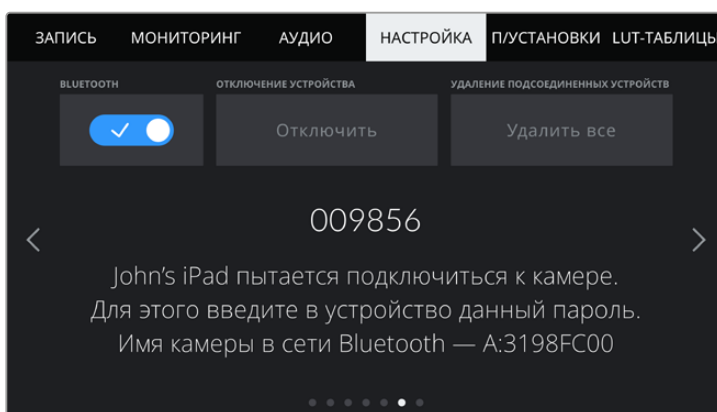 ЗАПИСЬ МОНИТОРИНГ АУДИО НАСТРОЙКА П/УСТАНОВКИ LUT-ТАБЛИЦЫ
BLUETOOTH ОТКЛЮЧЕНИЕ УСТРОЙСТВА УДАЛЕНИЕ ПОДСОЕДИНЕННЫХ УСТРОЙСТВ
Отключить Удалить все
009856
John’s iPad пытается подключиться к камере.
Для этого введите в устройство данный пароль.
Имя камеры в сети Bluetooth — A:3198FC00